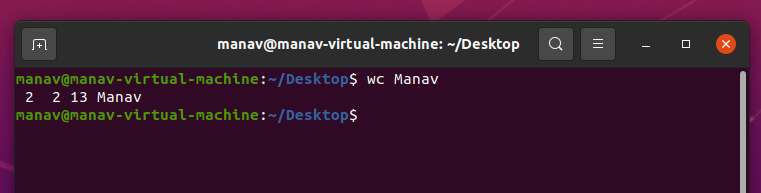 manav@manav-virtual-machine: ~/Desktop
manav@manav-virtual-machine:~/Desktop$ wc Manav
 2  2 13 Manav
manav@manav-virtual-machine:~/Desktop$